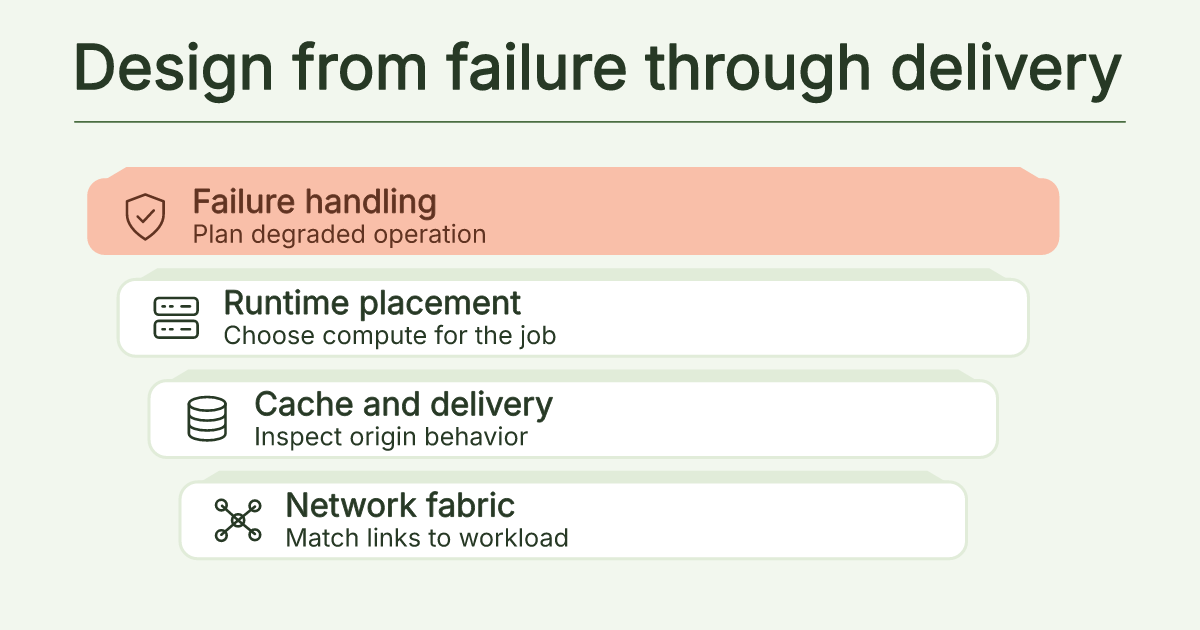 Design from failure through delivery
Failure handling
Plan degraded operation
Runtime placement
Choose compute for the job
Cache and delivery
Inspect origin behavior
Network fabric
Match links to workload